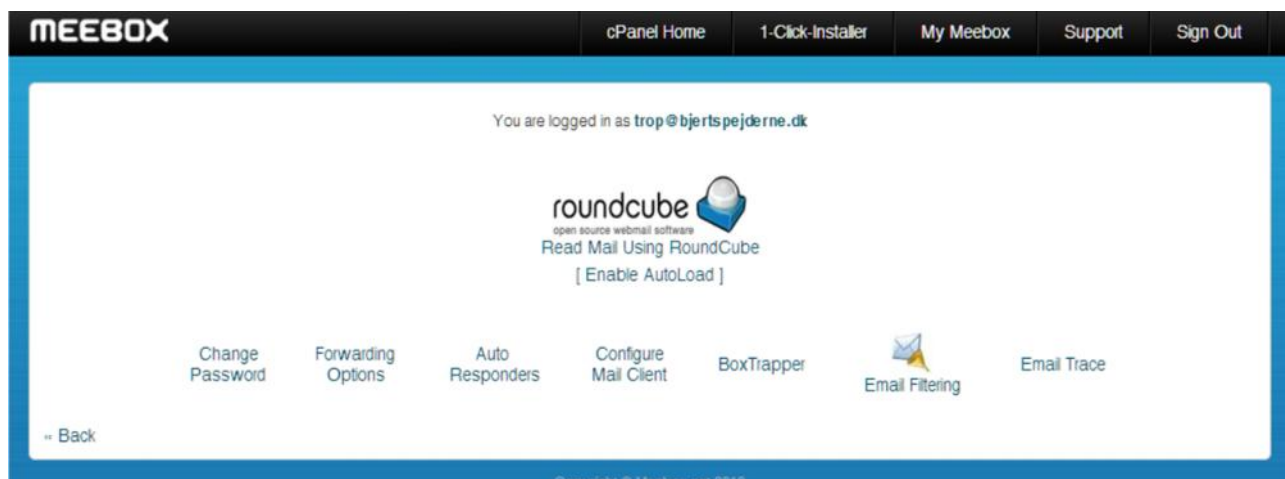 MEEBOX
cPanel Home 1-Click-Installer My Meebox Support Sign Out
You are logged in as trop@bjertspejderne.dk
roundcube
open source webmail software
Read Mail Using RoundCube
[ Enable AutoLoad ]
Change Password
Forwarding Options
Auto Responders
Configure Mail Client
BoxTrapper
Email Filtering
Email Trace
« Back